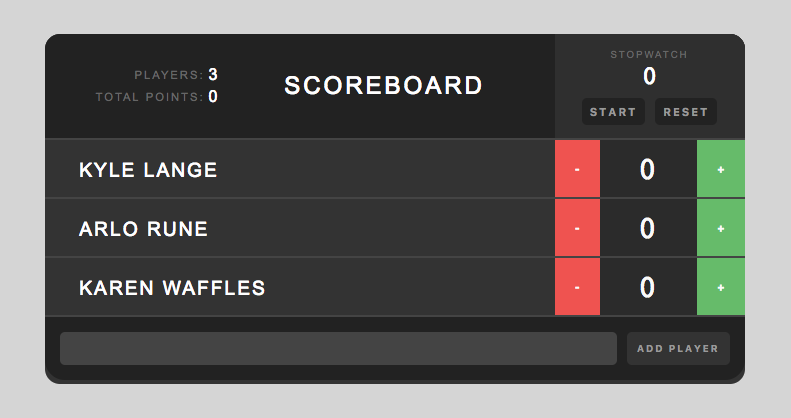 PLAYERS: 3
TOTAL POINTS: 0
SCOREBOARD
STOPWATCH
0
START RESET
KYLE LANGE - 0 +
ARLO RUNE - 0 +
KAREN WAFFLES - 0 +
ADD PLAYER